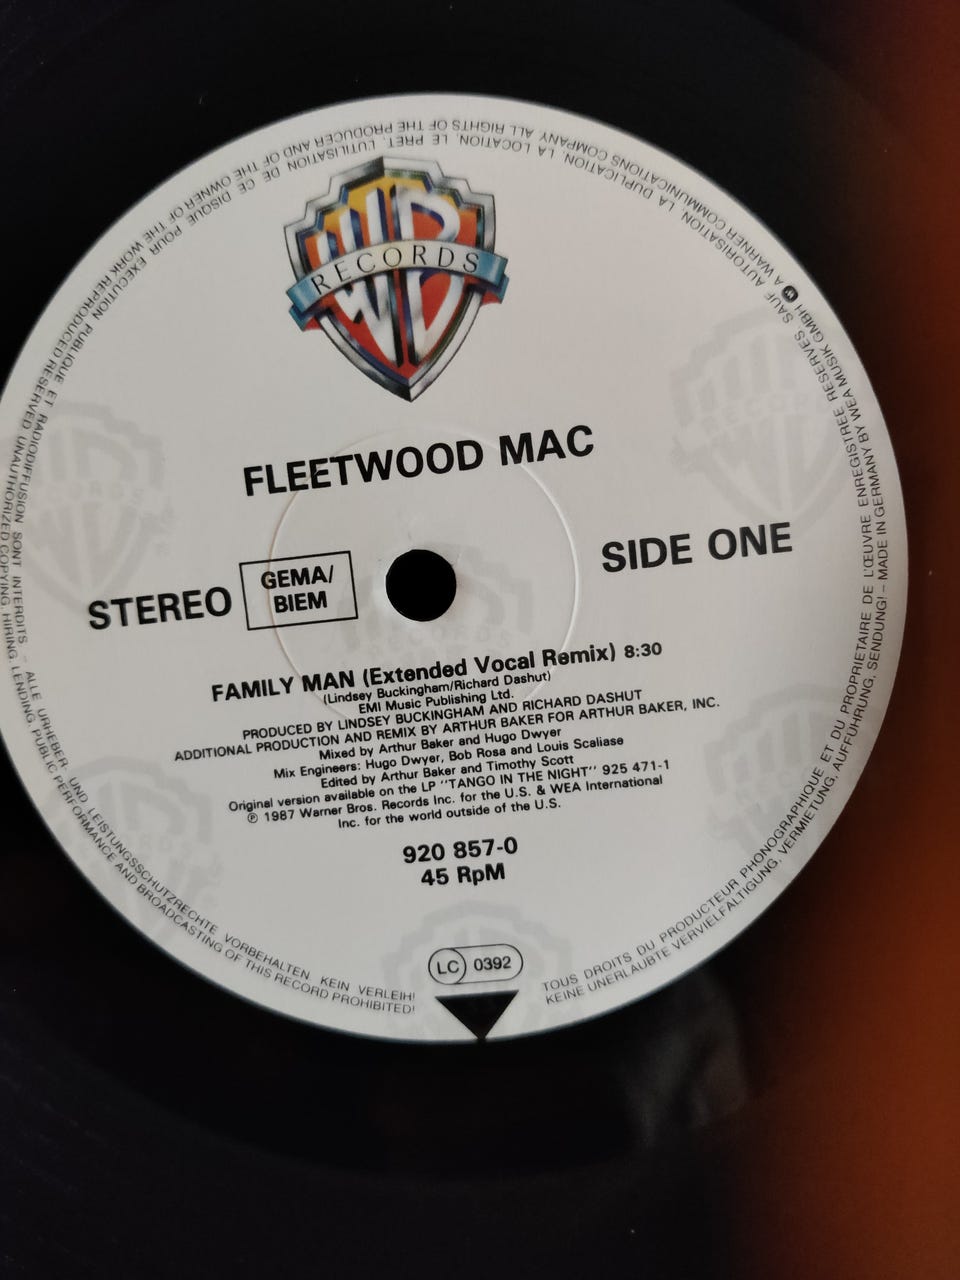 RECORDS
FLEETWOOD MAC
STEREO
GEMA/
BIEM
SIDE ONE
FAMILY MAN (Extended Vocal Remix) 8:30
(Lindsey Buckingham/Richard Dashut)
EMI Music Publishing Ltd.
PRODUCED BY LINDSEY BUCKINGHAM AND RICHARD DASHUT
ADDITIONAL PRODUCTION AND REMIX BY ARTHUR BAKER FOR ARTHUR BAKER, INC.
Mixed by Arthur Baker and Hugo Dwyer
Mix Engineers: Hugo Dwyer, Bob Rosa and Louis Scaliase
Edited by Arthur Baker and Timothy Scott
Original version available on the LP "TANGO IN THE NIGHT" 925 471-1
℗ 1987 Warner Bros. Records Inc. for the U.S. & WEA International
Inc. for the world outside of the U.S.
920 857-0
45 RpM
LC 0392
TOUS DROITS DU PRODUCTEUR PHONOGRAPHIQUE ET DU PROPRIETAIRE DE L'ŒUVRE ENREGISTREE RESERVES. SAUF AUTORISATION, LA DUPLICATION, LA LOCATION, LE PRET, L'UTILISATION DE CE DISQUE POUR EXECUTION PUBLIQUE ET RADIODIFFUSION SONT INTERDITS. – ALLE URHEBER- UND LEISTUNGSSCHUTZRECHTE VORBEHALTEN KEIN VERLEIH!
KEINE UNERLAUBTE VERVIELFÄLTIGUNG, VERMIETUNG, AUFFÜHRUNG, SENDUNG! – MADE IN GERMANY BY WEA MUSIK GMBH A WARNER COMMUNICATIONS COMPANY ALL RIGHTS OF THE PRODUCER AND OF THE OWNER OF THE WORK REPRODUCED RESERVED UNAUTHORIZED COPYING, HIRING, LENDING, PUBLIC PERFORMANCE AND BROADCASTING OF THIS RECORD PROHIBITED!